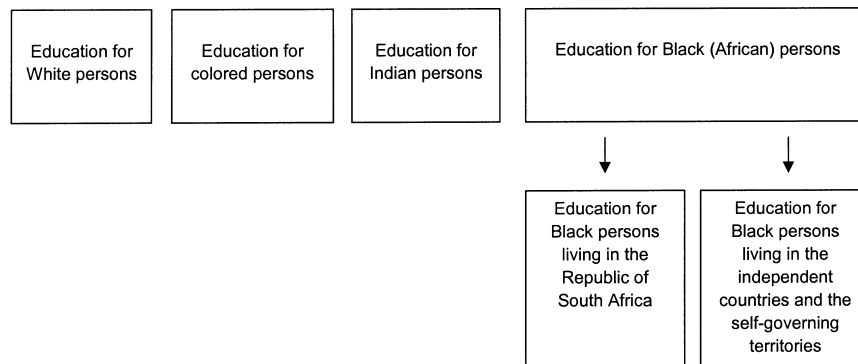 Education for
White persons
Education for
colored persons
Education for
Indian persons
Education for Black (African) persons
Education for
Black persons
living in the
Republic of
South Africa
Education for
Black persons
living in the
independent
countries and the
self-governing
territories